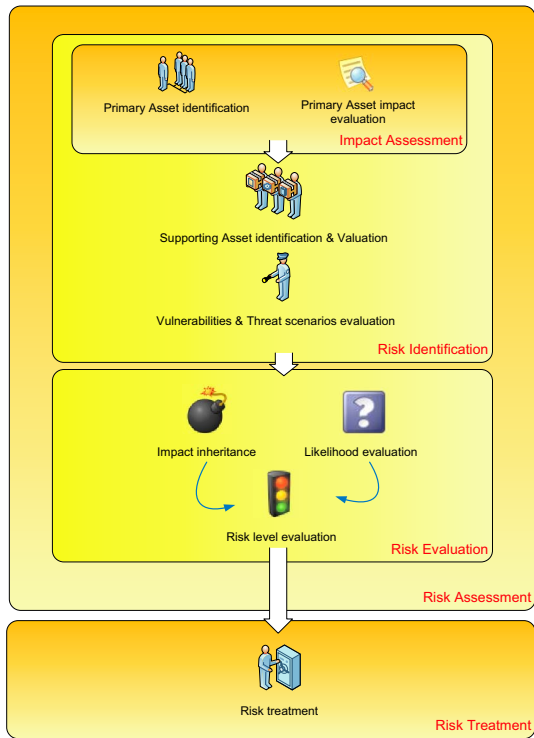 Primary Asset identification
Primary Asset impact
evaluation
Impact Assessment
Supporting Asset identification & Valuation
Vulnerabilities & Threat scenarios evaluation
Risk Identification
Impact inheritance
Likelihood evaluation
Risk level evaluation
Risk Evaluation
Risk Assessment
Risk treatment
Risk Treatment